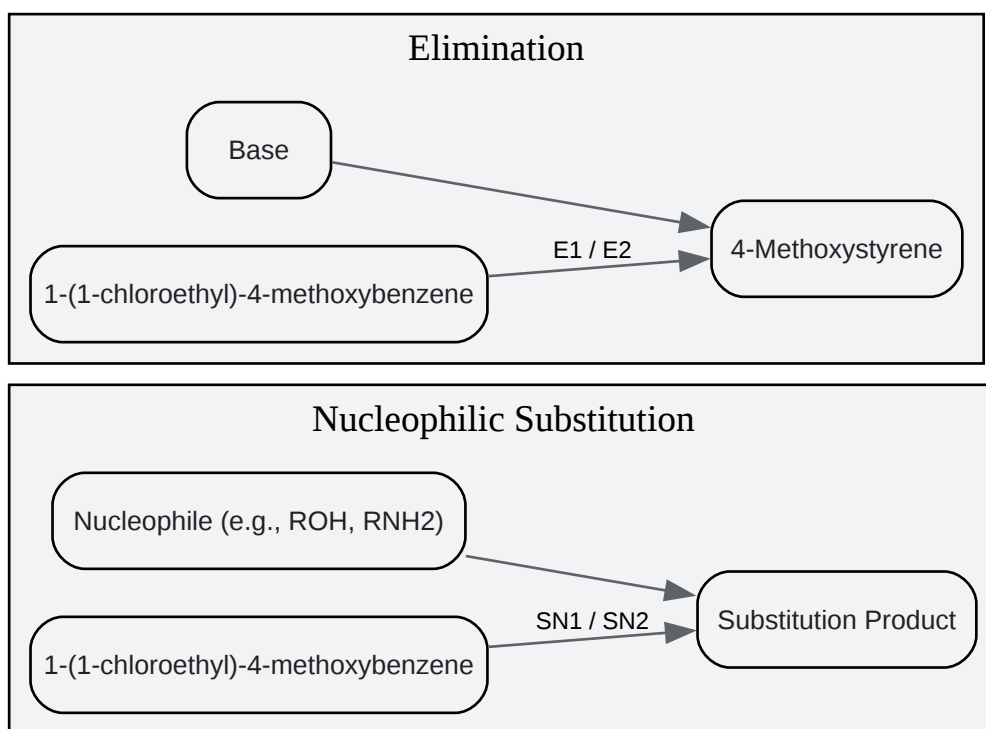 Elimination
Base
E1 / E2
4-Methoxystyrene
1-(1-chloroethyl)-4-methoxybenzene
Nucleophilic Substitution
Nucleophile (e.g., ROH, RNH2)
SN1 / SN2
Substitution Product
1-(1-chloroethyl)-4-methoxybenzene